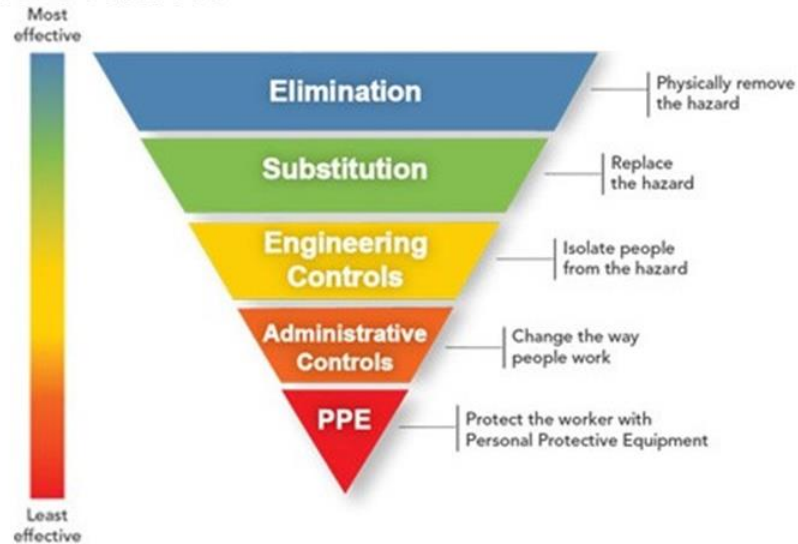 Most
effective
Elimination
Physically remove
the hazard
Substitution
Replace
the hazard
Engineering
Controls
Isolate people
from the hazard
Administrative
Controls
Change the way
people work
PPE
Protect the worker with
Personal Protective Equipment
Least
effective